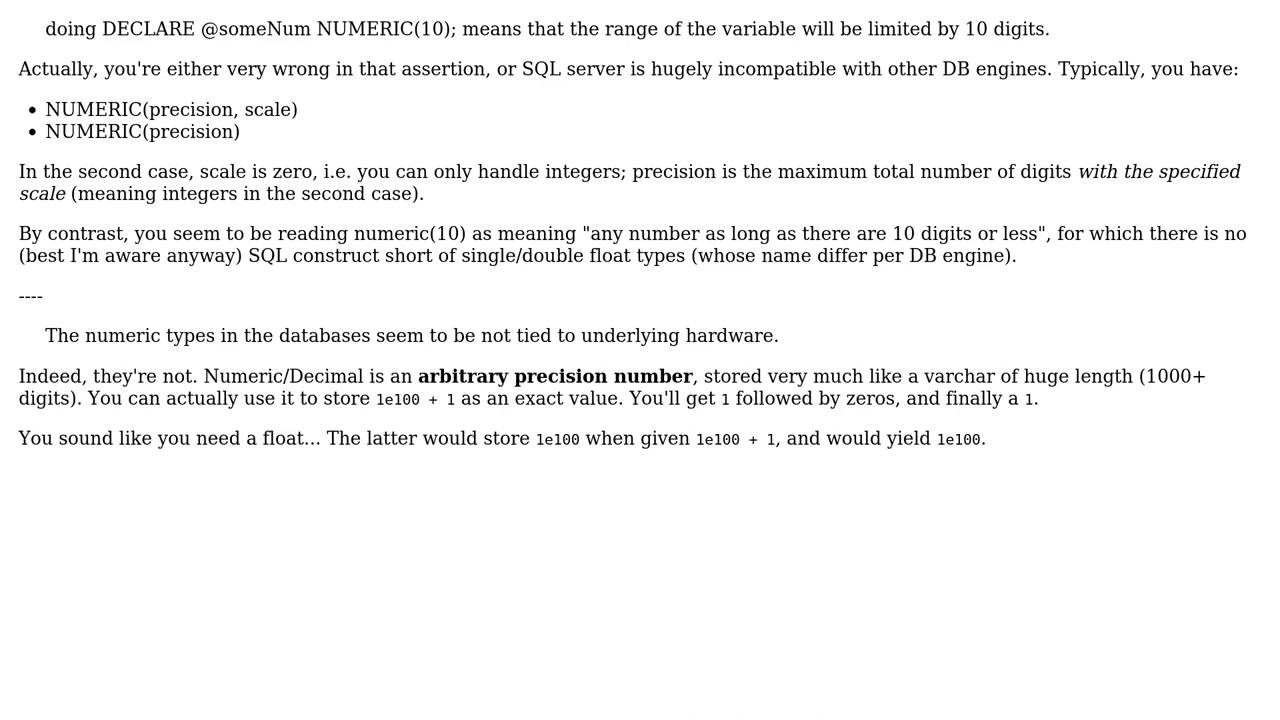 doing DECLARE @someNum NUMERIC(10); means that the range of the variable will be limited by 10 digits.
Actually, you're either very wrong in that assertion, or SQL server is hugely incompatible with other DB engines. Typically, you have:
• NUMERIC(precision, scale)
• NUMERIC(precision)
In the second case, scale is zero, i.e. you can only handle integers; precision is the maximum total number of digits with the specified
scale (meaning integers in the second case).
By contrast, you seem to be reading numeric(10) as meaning "any number as long as there are 10 digits or less", for which there is no
(best I'm aware anyway) SQL construct short of single/double float types (whose name differ per DB engine).
----
The numeric types in the databases seem to be not tied to underlying hardware.
Indeed, they're not. Numeric/Decimal is an arbitrary precision number, stored very much like a varchar of huge length (1000+
digits). You can actually use it to store 1e100 + 1 as an exact value. You'll get 1 followed by zeros, and finally a 1.
You sound like you need a float... The latter would store 1e100 when given 1e100 + 1, and would yield 1e100.